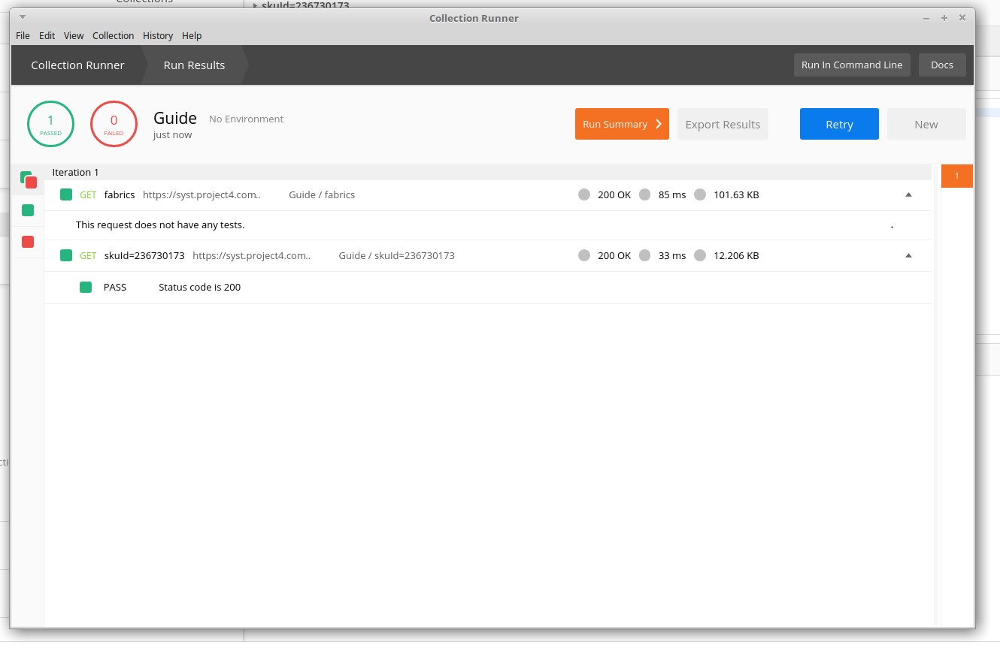 Collections
skuId=236730173
Collection Runner
File Edit View Collection History Help
Collection Runner Run Results Run In Command Line Docs
1 PASSED
0 FAILED
Guide No Environment
just now
Run Summary Export Results Retry New
Iteration 1
1
GET fabrics https://syst.project4.com.. Guide / fabrics 200 OK 85 ms 101.63 KB
This request does not have any tests. .
GET skuId=236730173 https://syst.project4.com.. Guide / skuId=236730173 200 OK 33 ms 12.206 KB
PASS Status code is 200
cti